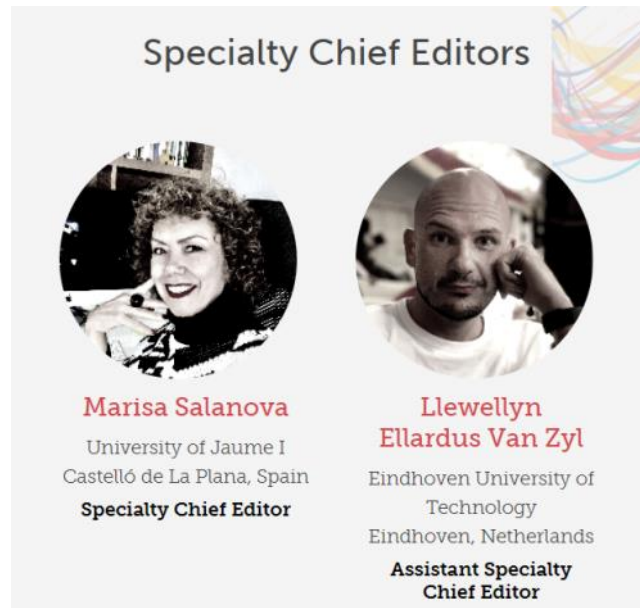 Specialty Chief Editors
Marisa Salanova
University of Jaume I
Castelló de La Plana, Spain
Specialty Chief Editor
Llewellyn
Ellardus Van Zyl
Eindhoven University of
Technology
Eindhoven, Netherlands
Assistant Specialty
Chief Editor